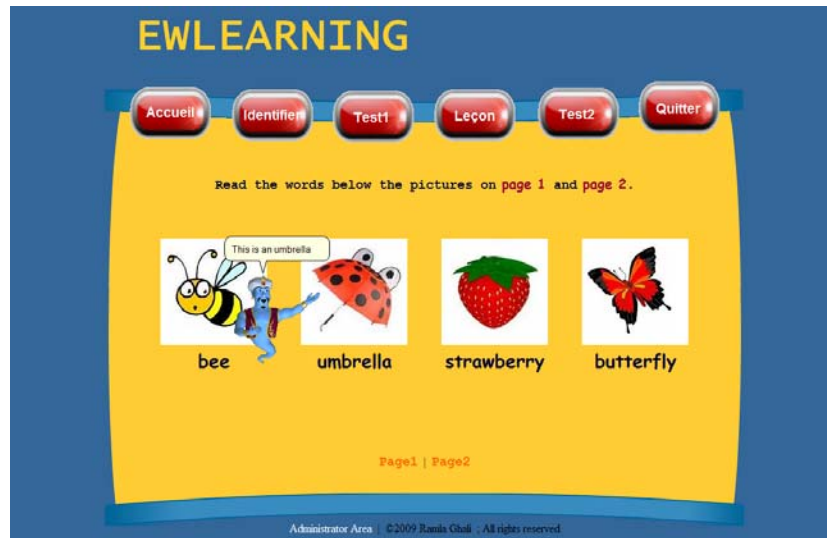 EWLEARNING
Accueil Identifier Test1 Leçon Test2 Quitter
Read the words below the pictures on page 1 and page 2.
This is an umbrella
bee umbrella strawberry butterfly
Page1 | Page2
Administrator Area | ©2009 Ramla Ghali ; All rights reserved